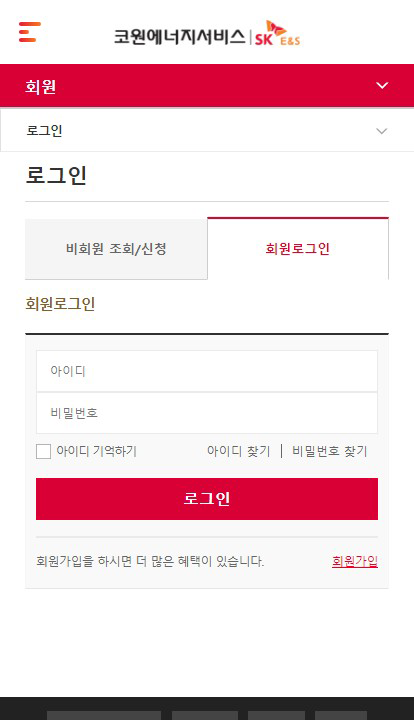 코원에너지서비스 | SK E&S
회원
로그인
로그인
비회원 조회/신청
회원로그인
회원로그인
아이디
비밀번호
아이디 기억하기
아이디 찾기 | 비밀번호 찾기
로그인
회원가입을 하시면 더 많은 혜택이 있습니다.
회원가입